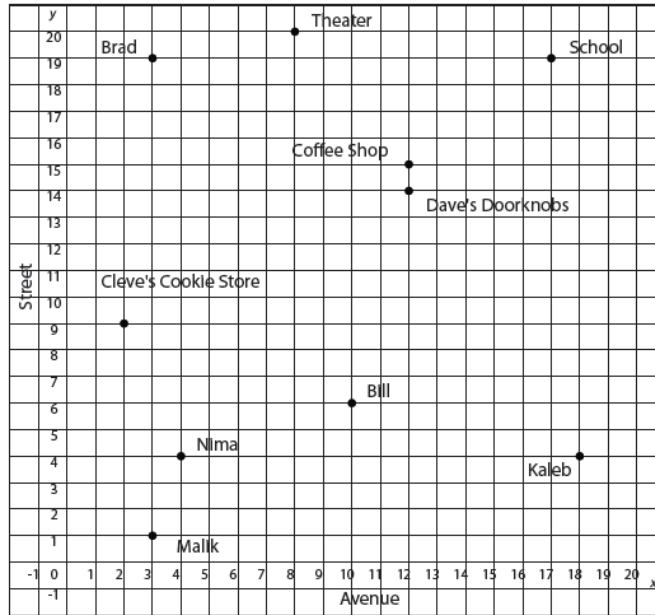 y
Theater
20
Brad
School
19
18
17
16
Coffee Shop
15
14
Dave's Doorknobs
13
12
11
Cleve's Cookie Store
Street
10
9
8
7
Bill
6
5
Nima
4
Kaleb
3
2
1
Malik
-1 0 1 2 3 4 5 6 7 8 9 10 11 12 13 14 15 16 17 18 19 20 x
-1
Avenue